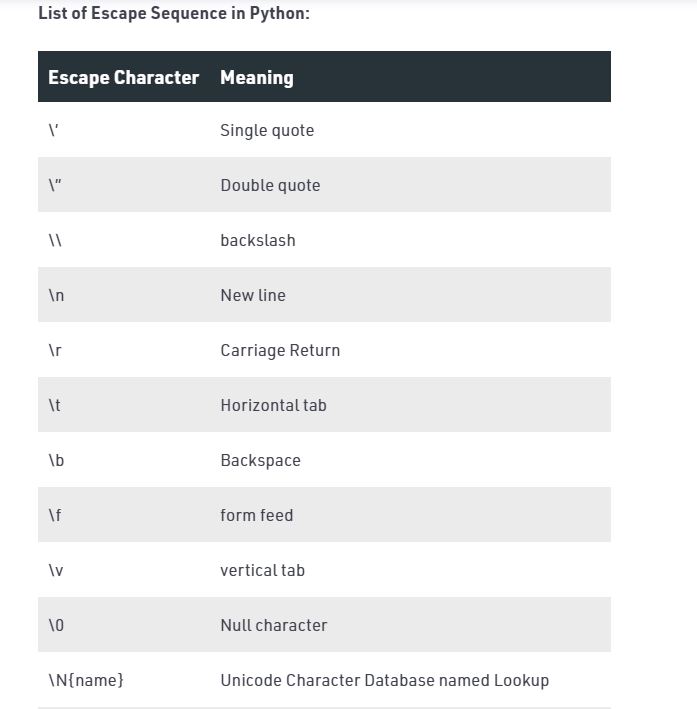 List of Escape Sequence in Python:
Escape Character Meaning
\′ Single quote
\″ Double quote
\\ backslash
\n New line
\r Carriage Return
\t Horizontal tab
\b Backspace
\f form feed
\v vertical tab
\0 Null character
\N{name} Unicode Character Database named Lookup